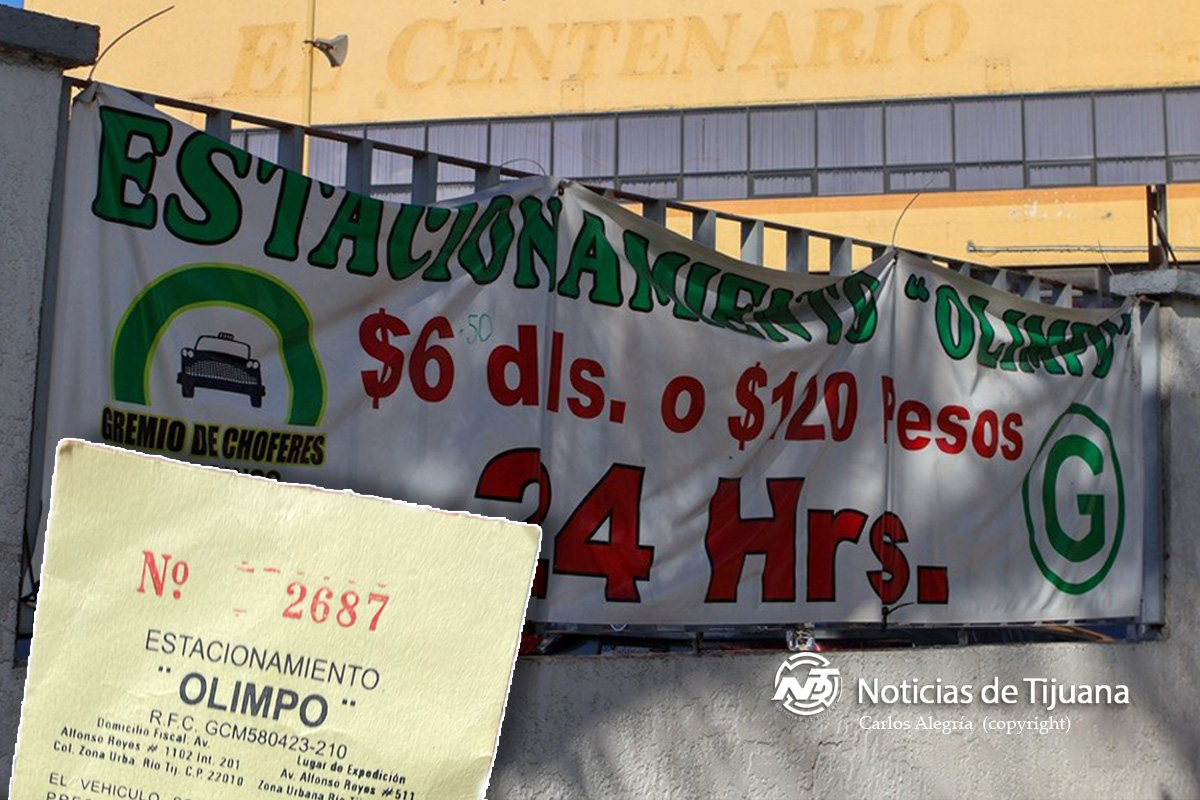 EL CENTENARIO
ESTACIONAMIENTO "OLIMPO"
$6.50 dls. o $120 Pesos
24 Hrs.
GREMIO DE CHOFERES
G
Nº 2687
ESTACIONAMIENTO
"OLIMPO"
R.F.C. GCM580423-210
Domicilio Fiscal: Av.
Alfonso Reyes # 1102 Int. 201
Col. Zona Urba. Rio Tij. C.P. 22010
Lugar de Expedición
Av. Alfonso Reyes #511
Zona Urbana Rio
EL VEHICULO
NDT
Noticias de Tijuana
Carlos Alegría (copyright)